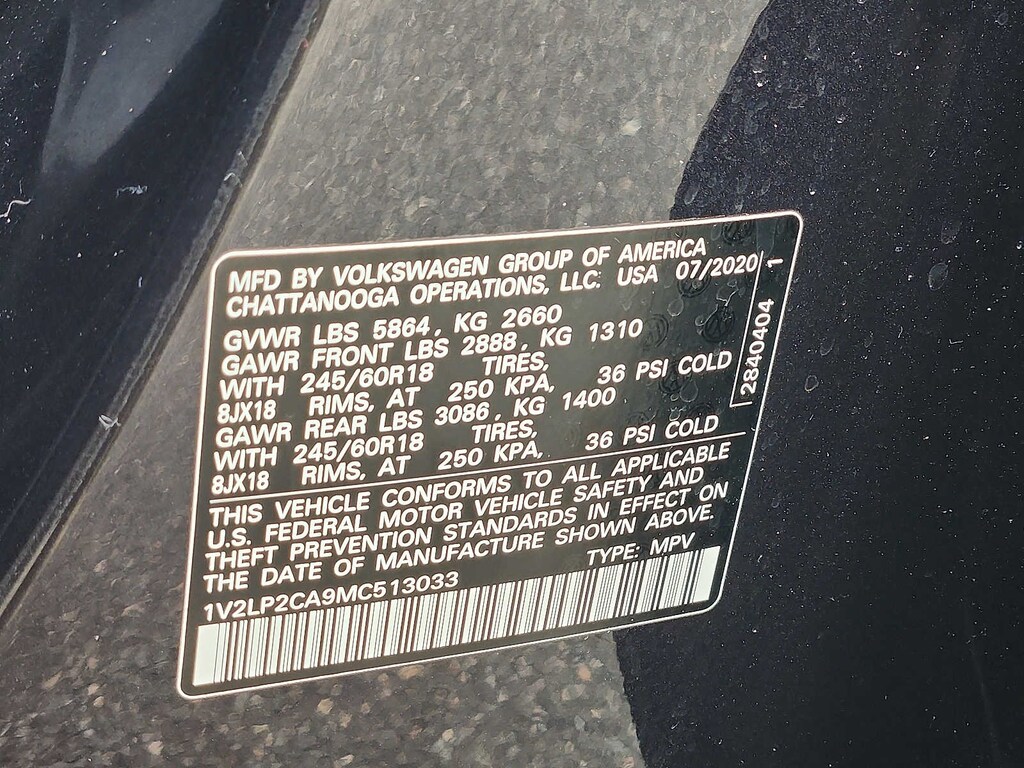 MFD BY VOLKSWAGEN GROUP OF AMERICA
CHATTANOOGA OPERATIONS, LLC: USA 07/2020
GVWR LBS 5864, KG 2660
GAWR FRONT LBS 2888, KG 1310
WITH 245/60R18 TIRES,
8JX18 RIMS, AT 250 KPA, 36 PSI COLD
GAWR REAR LBS 3086, KG 1400
WITH 245/60R18 TIRES,
8JX18 RIMS, AT 250 KPA, 36 PSI COLD
2840404 1
THIS VEHICLE CONFORMS TO ALL APPLICABLE
U.S. FEDERAL MOTOR VEHICLE SAFETY AND
THEFT PREVENTION STANDARDS IN EFFECT ON
THE DATE OF MANUFACTURE SHOWN ABOVE.
1V2LP2CA9MC513033 TYPE: MPV